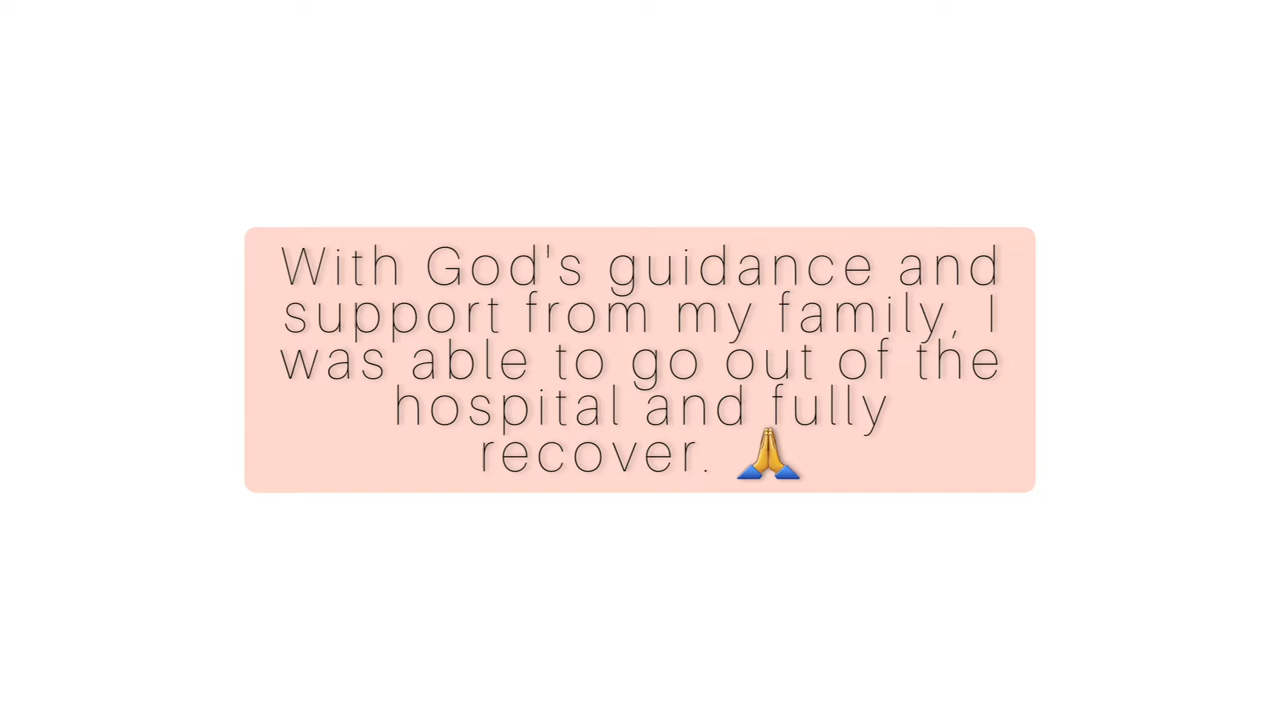 With God's guidance and
support from my family, I
was able to go out of the
hospital and fully
recover. 🙏